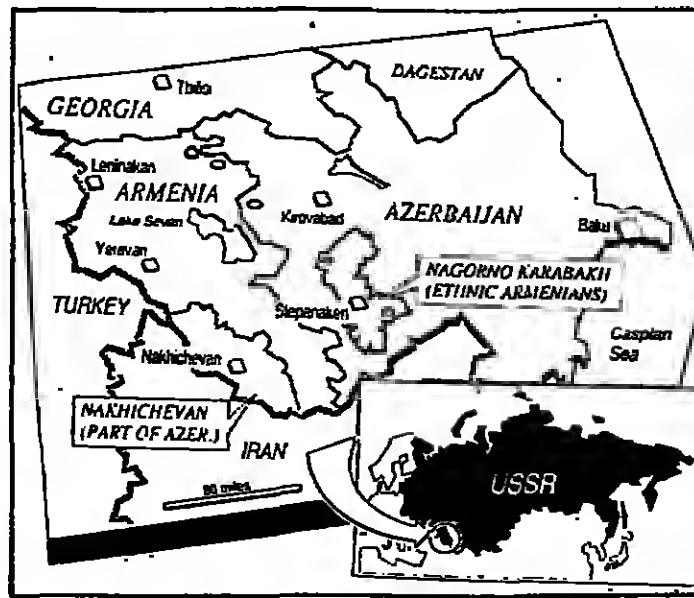 DAGESTAN
Tbilisi
GEORGIA
Leninakan
ARMENIA
Lake Sevan
Kirovabad
AZERBAIJAN
Baku
Yerevan
NAGORNO KARABAKH
(ETHNIC ARMENIANS)
TURKEY
Stepanakert
Caspian
Sea
Nakhichevan
NAKHICHEVAN
(PART OF AZER.)
IRAN
miles
USSR